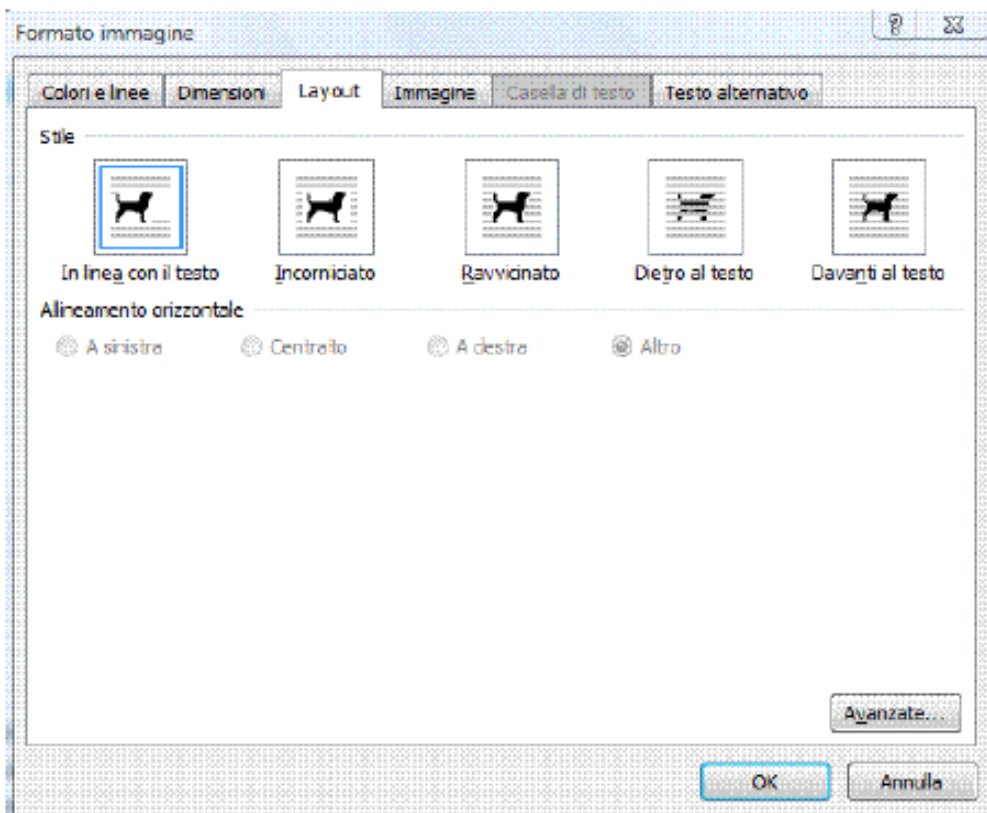 Formato immagine
Colori e linee Dimensioni Layout Immagine Casella di testo Testo alternativo
Stile
In linea con il testo Incorniciato Ravvicinato Dietro al testo Davanti al testo
Allineamento orizzontale
A sinistra Centrato A destra Altro
Avanzate...
OK Annulla